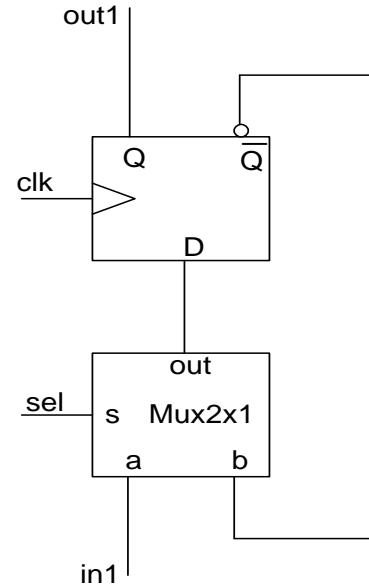 out1
Q Q̅
clk
D
out
sel
s Mux2x1
a b
in1